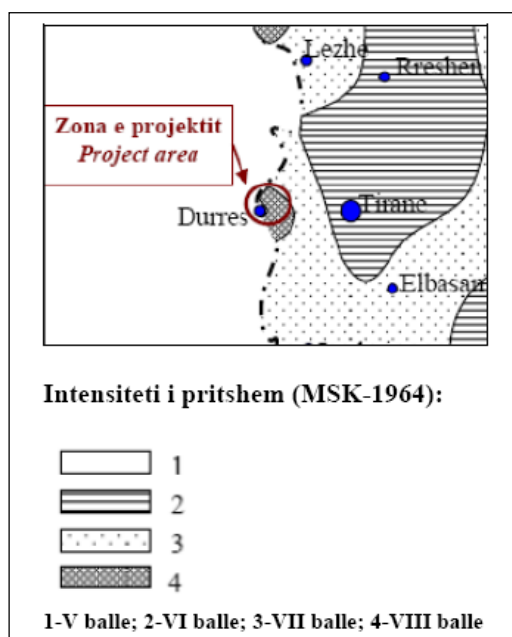 Lezhe
Rreshen
Zona e projektit
Project area
Tirane
Durres
Elbasan
Intensiteti i pritshem (MSK-1964):
1
2
3
4
1-V balle; 2-VI balle; 3-VII balle; 4-VIII balle